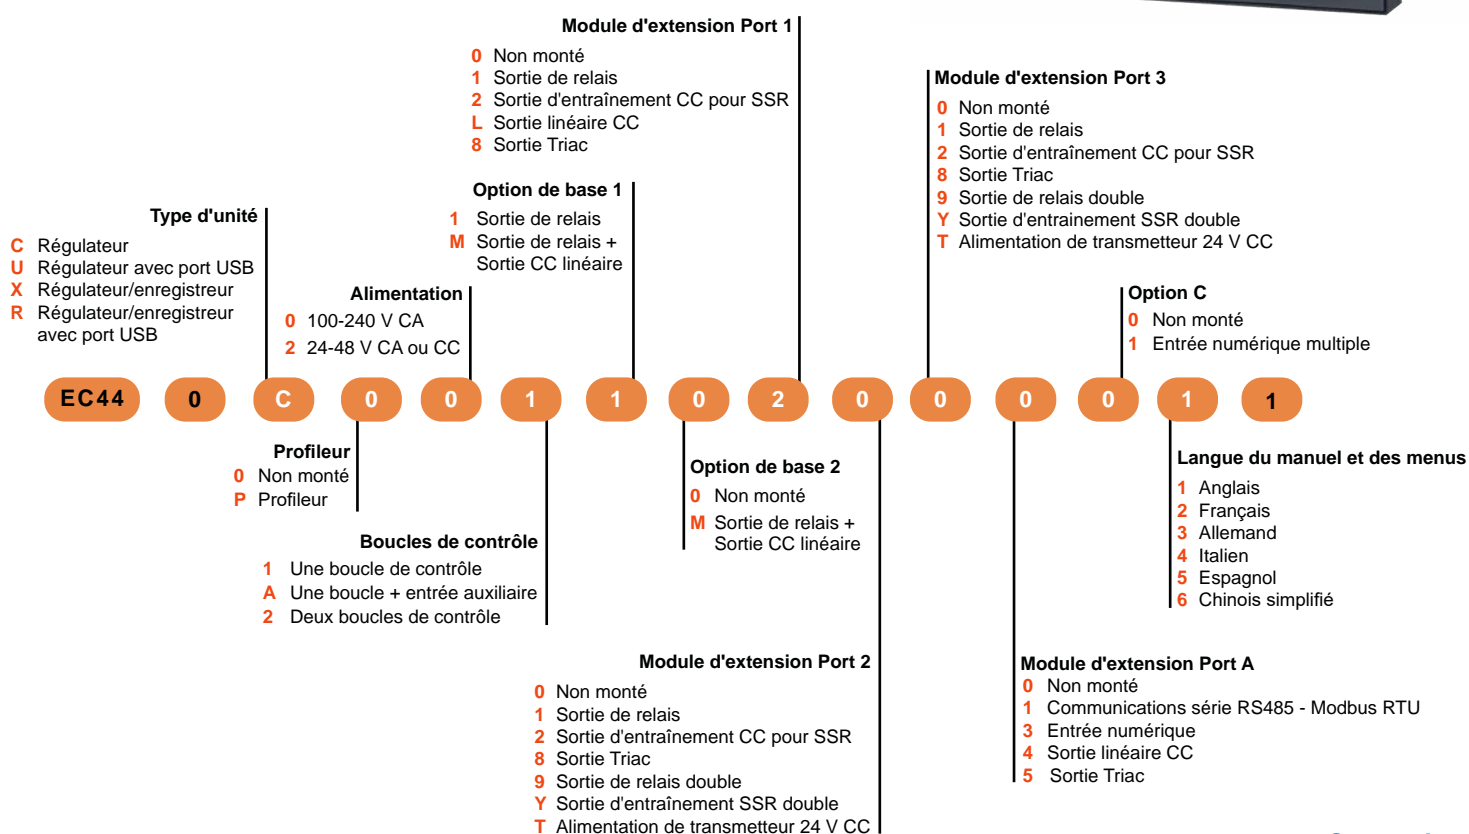 Module d'extension Port 1
0 Non monté
1 Sortie de relais
2 Sortie d'entraînement CC pour SSR
L Sortie linéaire CC
8 Sortie Triac
Module d'extension Port 3
0 Non monté
1 Sortie de relais
2 Sortie d'entraînement CC pour SSR
8 Sortie Triac
9 Sortie de relais double
Y Sortie d'entrainement SSR double
T Alimentation de transmetteur 24 V CC
Option de base 1
1 Sortie de relais
M Sortie de relais +
Sortie CC linéaire
Type d'unité
C Régulateur
U Régulateur avec port USB
X Régulateur/enregistreur
R Régulateur/enregistreur
avec port USB
Alimentation
0 100-240 V CA
2 24-48 V CA ou CC
Option C
0 Non monté
1 Entrée numérique multiple
EC44 0 C 0 0 1 1 0 2 0 0 0 0 1 1
Profileur
0 Non monté
P Profileur
Boucles de contrôle
1 Une boucle de contrôle
A Une boucle + entrée auxiliaire
2 Deux boucles de contrôle
Option de base 2
0 Non monté
M Sortie de relais +
Sortie CC linéaire
Langue du manuel et des menus
1 Anglais
2 Français
3 Allemand
4 Italien
5 Espagnol
6 Chinois simplifié
Module d'extension Port 2
0 Non monté
1 Sortie de relais
2 Sortie d'entraînement CC pour SSR
8 Sortie Triac
9 Sortie de relais double
Y Sortie d'entraînement SSR double
T Alimentation de transmetteur 24 V CC
Module d'extension Port A
0 Non monté
1 Communications série RS485 - Modbus RTU
3 Entrée numérique
4 Sortie linéaire CC
5 Sortie Triac